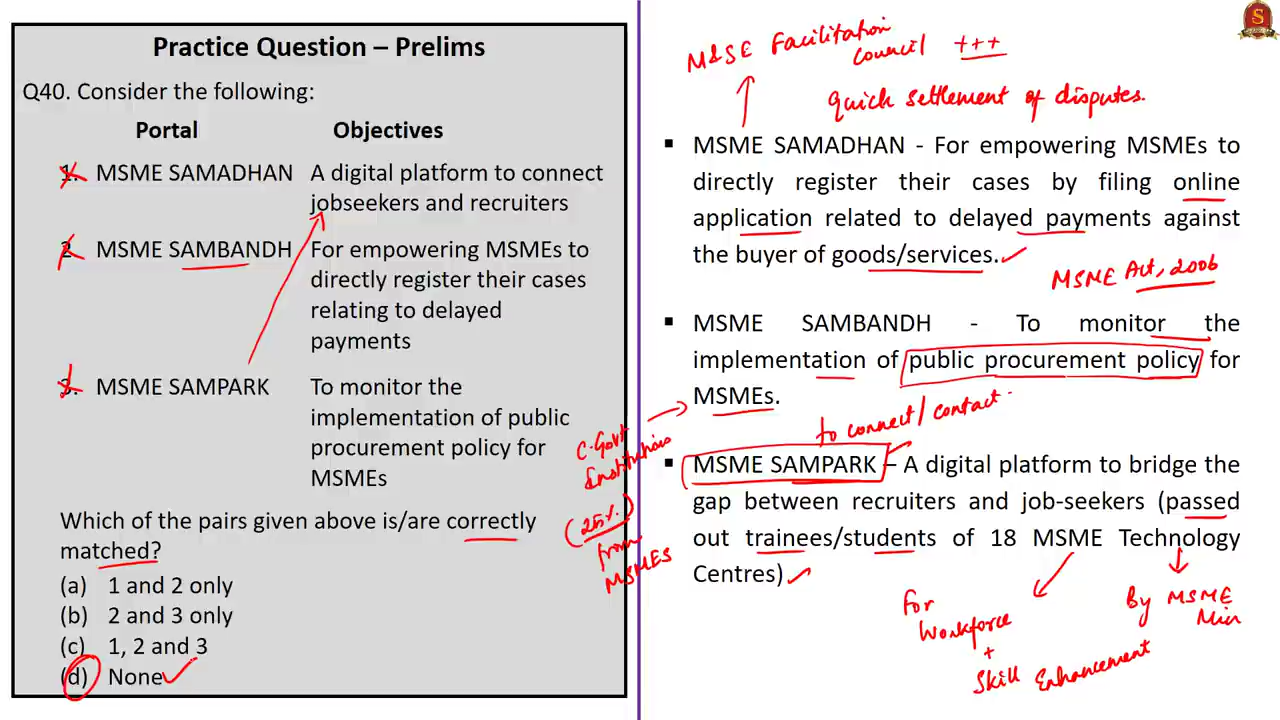 Practice Question – Prelims
Q40. Consider the following:
Portal Objectives
1. MSME SAMADHAN A digital platform to connect
jobseekers and recruiters
2. MSME SAMBANDH For empowering MSMEs to
directly register their cases
relating to delayed
payments
3. MSME SAMPARK To monitor the
implementation of public
procurement policy for
MSMEs
Which of the pairs given above is/are correctly
matched?
(a) 1 and 2 only
(b) 2 and 3 only
(c) 1, 2 and 3
(d) None
M&SE Facilitation
Council +++
Quick settlement of disputes.
▪ MSME SAMADHAN - For empowering MSMEs to
directly register their cases by filing online
application related to delayed payments against
the buyer of goods/services.
MSME Act, 2006
▪ MSME SAMBANDH - To monitor the
implementation of public procurement policy for
MSMEs.
C. Govt
Institutions
(25%)
from
MSMEs
to connect/contact.
▪ MSME SAMPARK – A digital platform to bridge the
gap between recruiters and job-seekers (passed
out trainees/students of 18 MSME Technology
Centres)
For
Workforce
+
Skill Enhancement
By MSME
Min